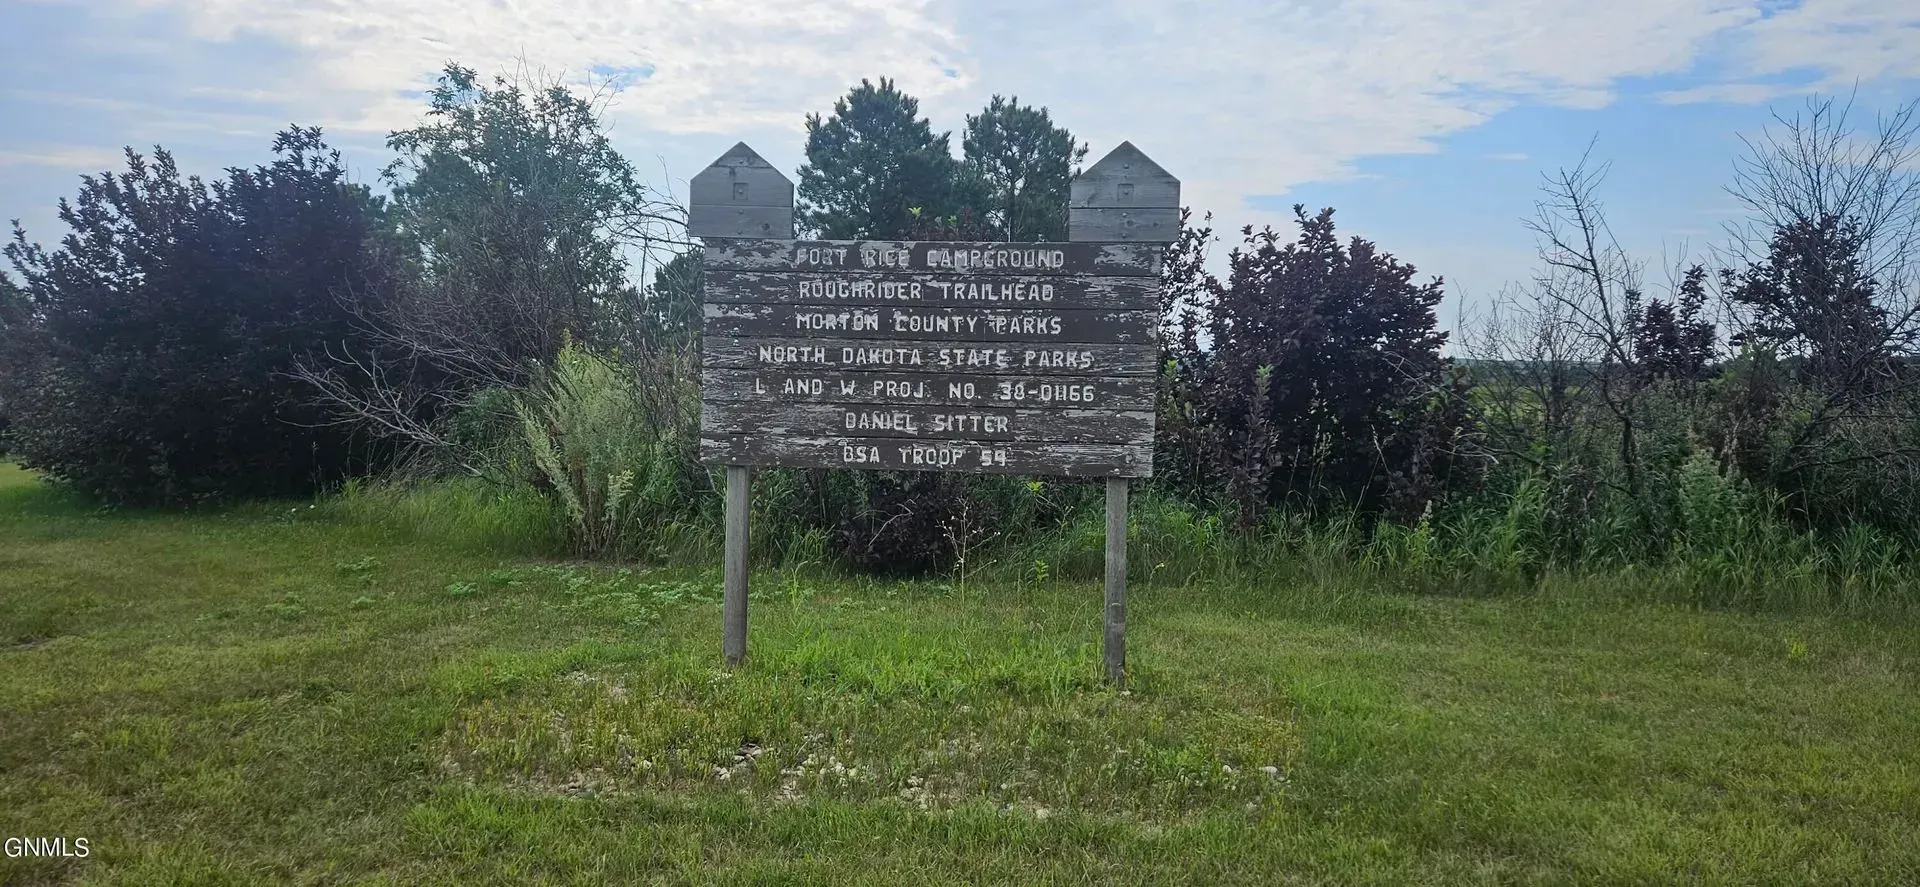 FORT RICE CAMPGROUND
ROUGHRIDER TRAILHEAD
MORTON COUNTY PARKS
NORTH DAKOTA STATE PARKS
L AND W PROJ. NO. 38-01166
DANIEL SITTER
BSA TROOP 54
GNMLS